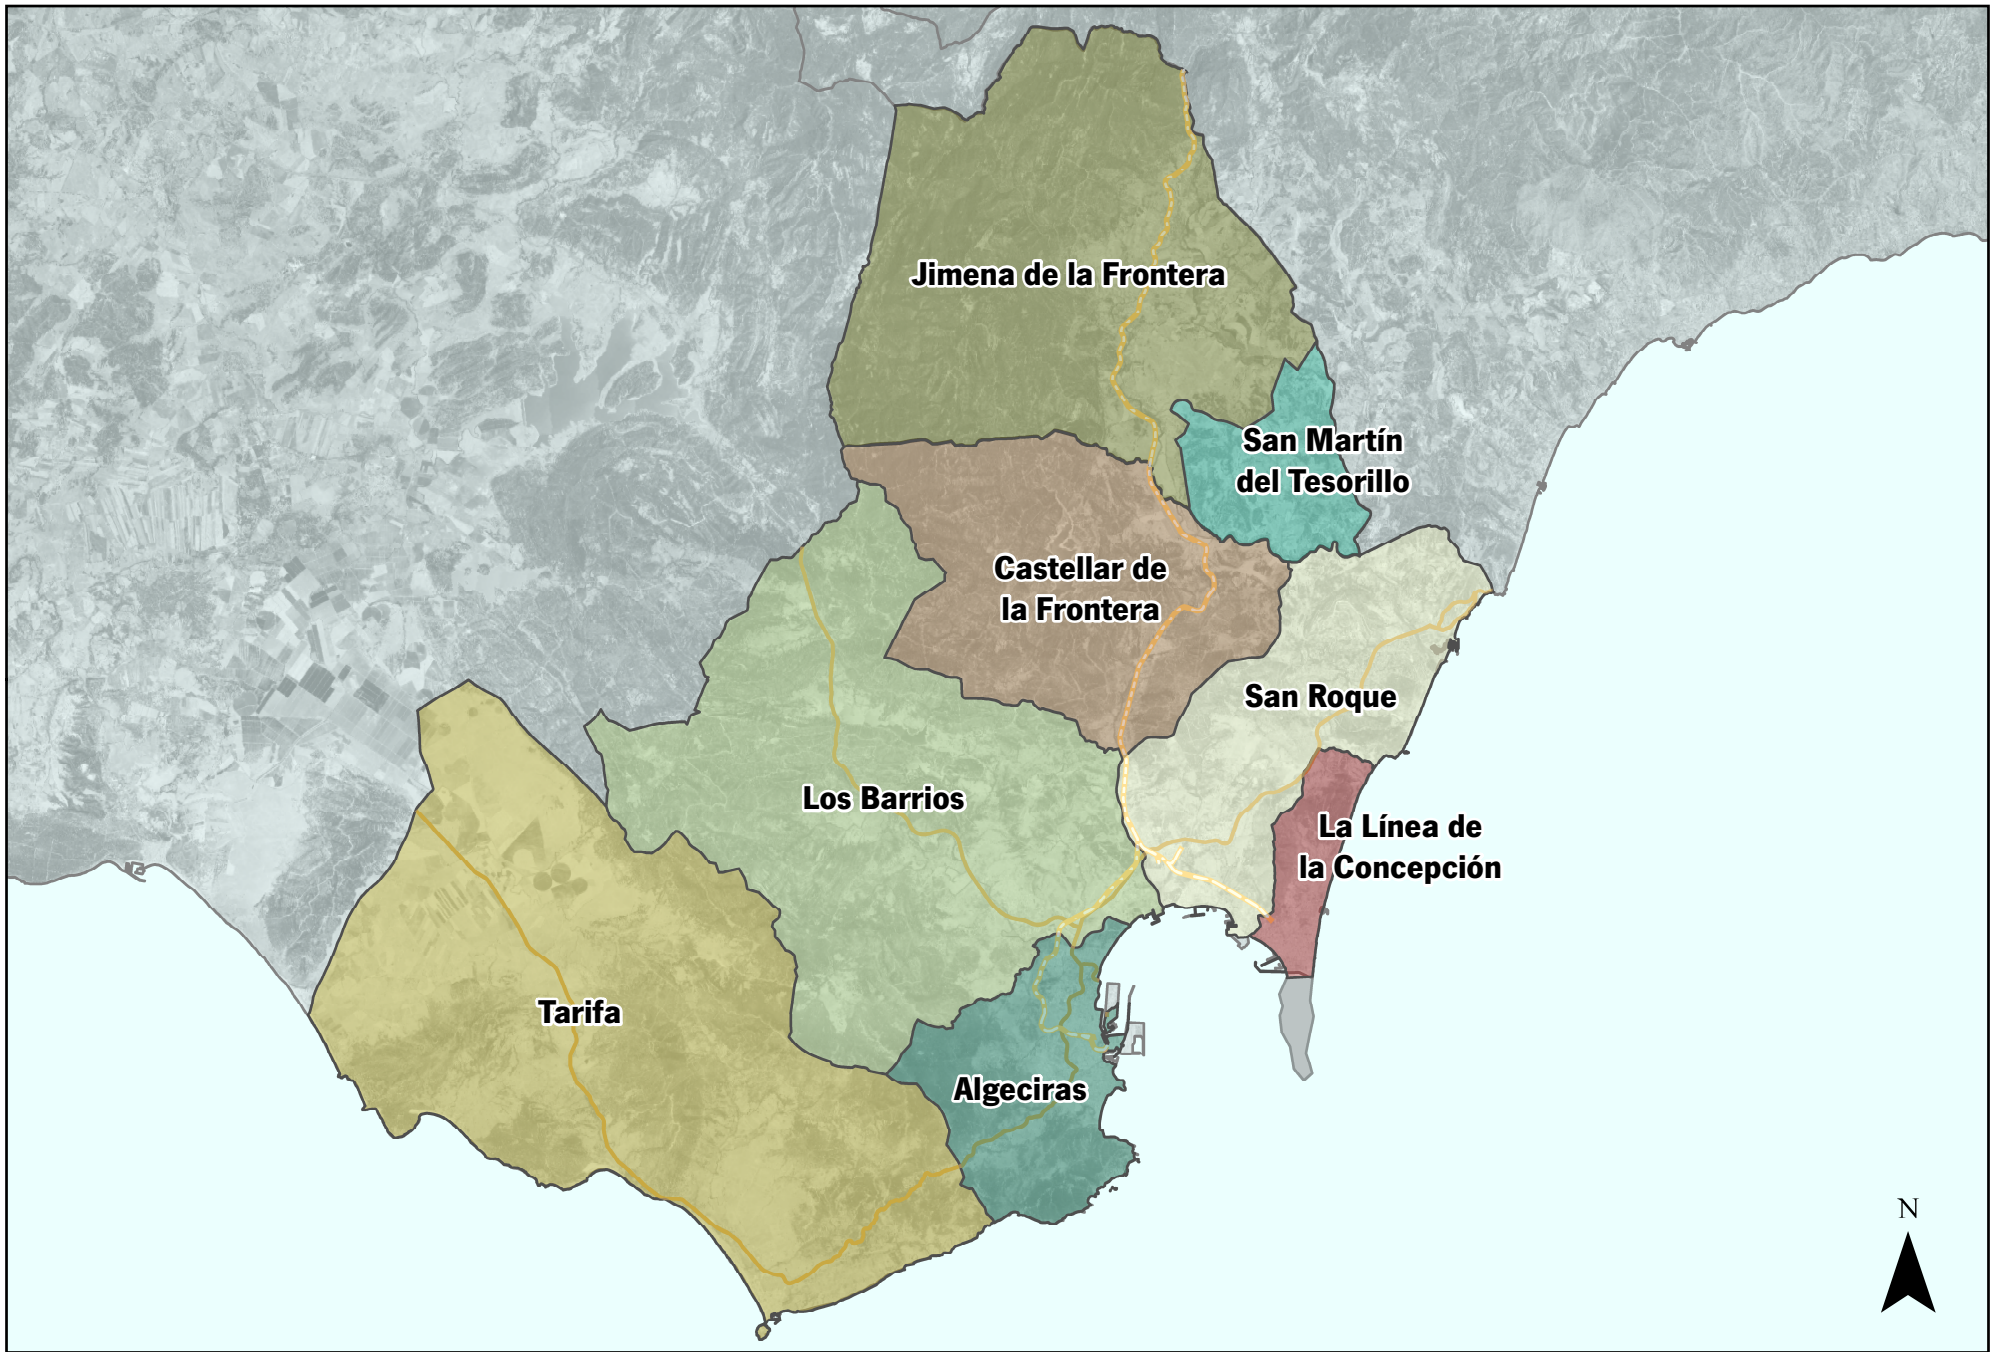 Jimena de la Frontera
San Martín
del Tesorillo
Castellar de
la Frontera
San Roque
Los Barrios
La Línea de
la Concepción
Tarifa
Algeciras
N